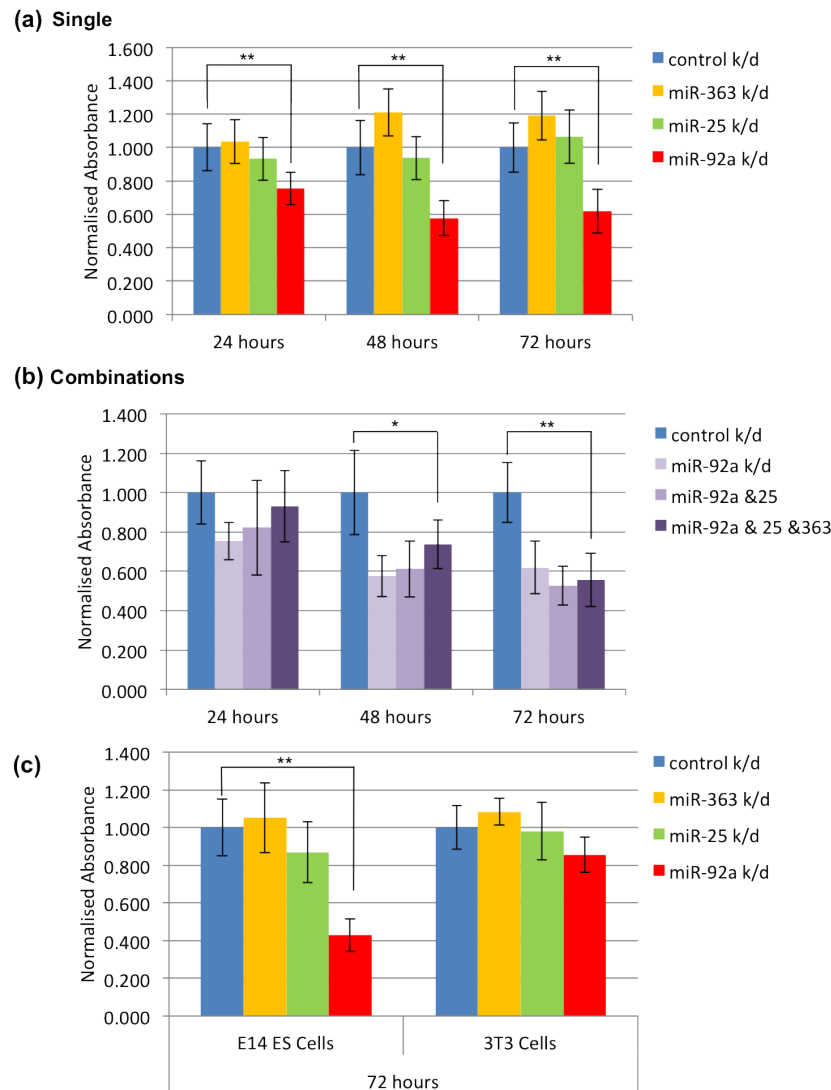 (a) Single
1.600
1.400
1.200
1.000
0.800
0.600
0.400
0.200
0.000
Normalised Absorbance
**
**
**
24 hours
48 hours
72 hours
control k/d
miR-363 k/d
miR-25 k/d
miR-92a k/d
(b) Combinations
1.400
1.200
1.000
0.800
0.600
0.400
0.200
0.000
Normalised Absorbance
*
**
24 hours
48 hours
72 hours
control k/d
miR-92a k/d
miR-92a &25
miR-92a & 25 &363
(c)
1.400
1.200
1.000
0.800
0.600
0.400
0.200
0.000
Normalised Absorbance
**
E14 ES Cells
3T3 Cells
72 hours
control k/d
miR-363 k/d
miR-25 k/d
miR-92a k/d